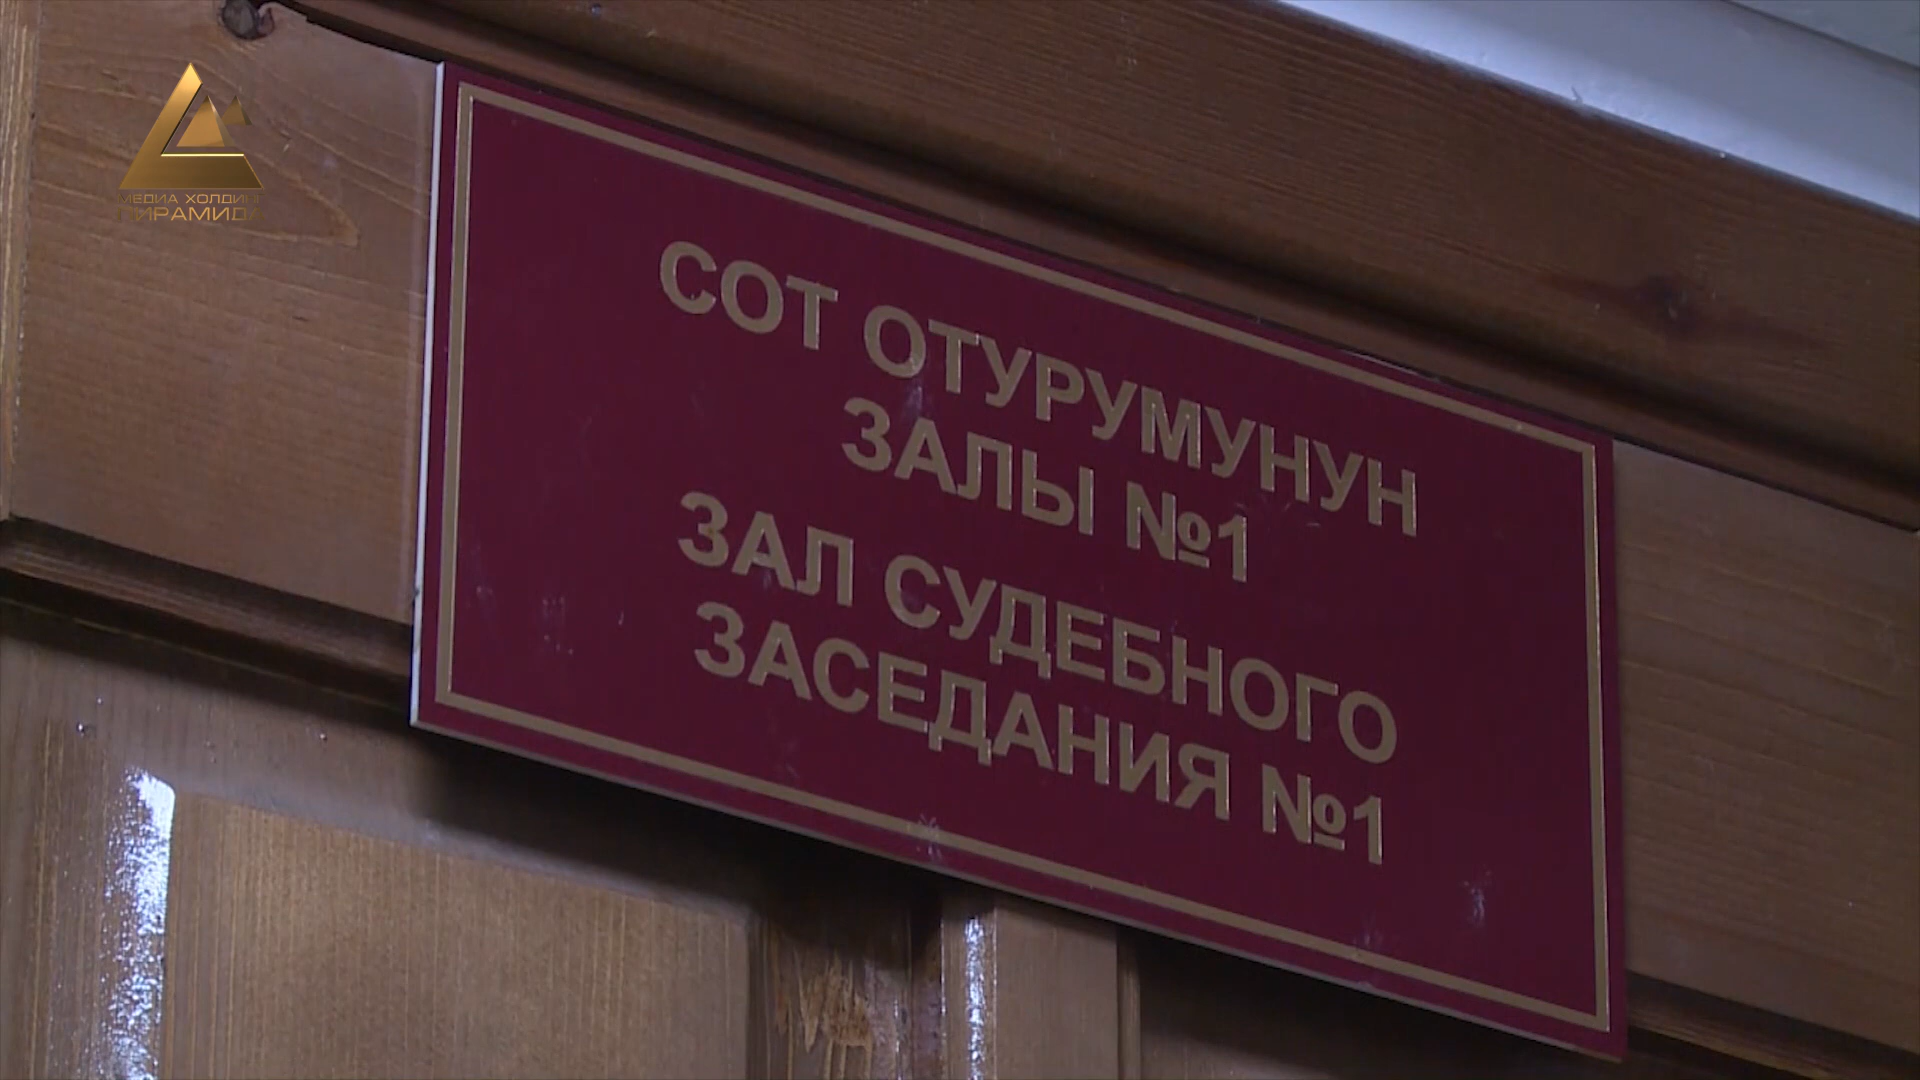 МЕДИА ХОЛДИНГ
ПИРАМИДА
СОТ ОТУРУМУНУН
ЗАЛЫ №1
ЗАЛ СУДЕБНОГО
ЗАСЕДАНИЯ №1